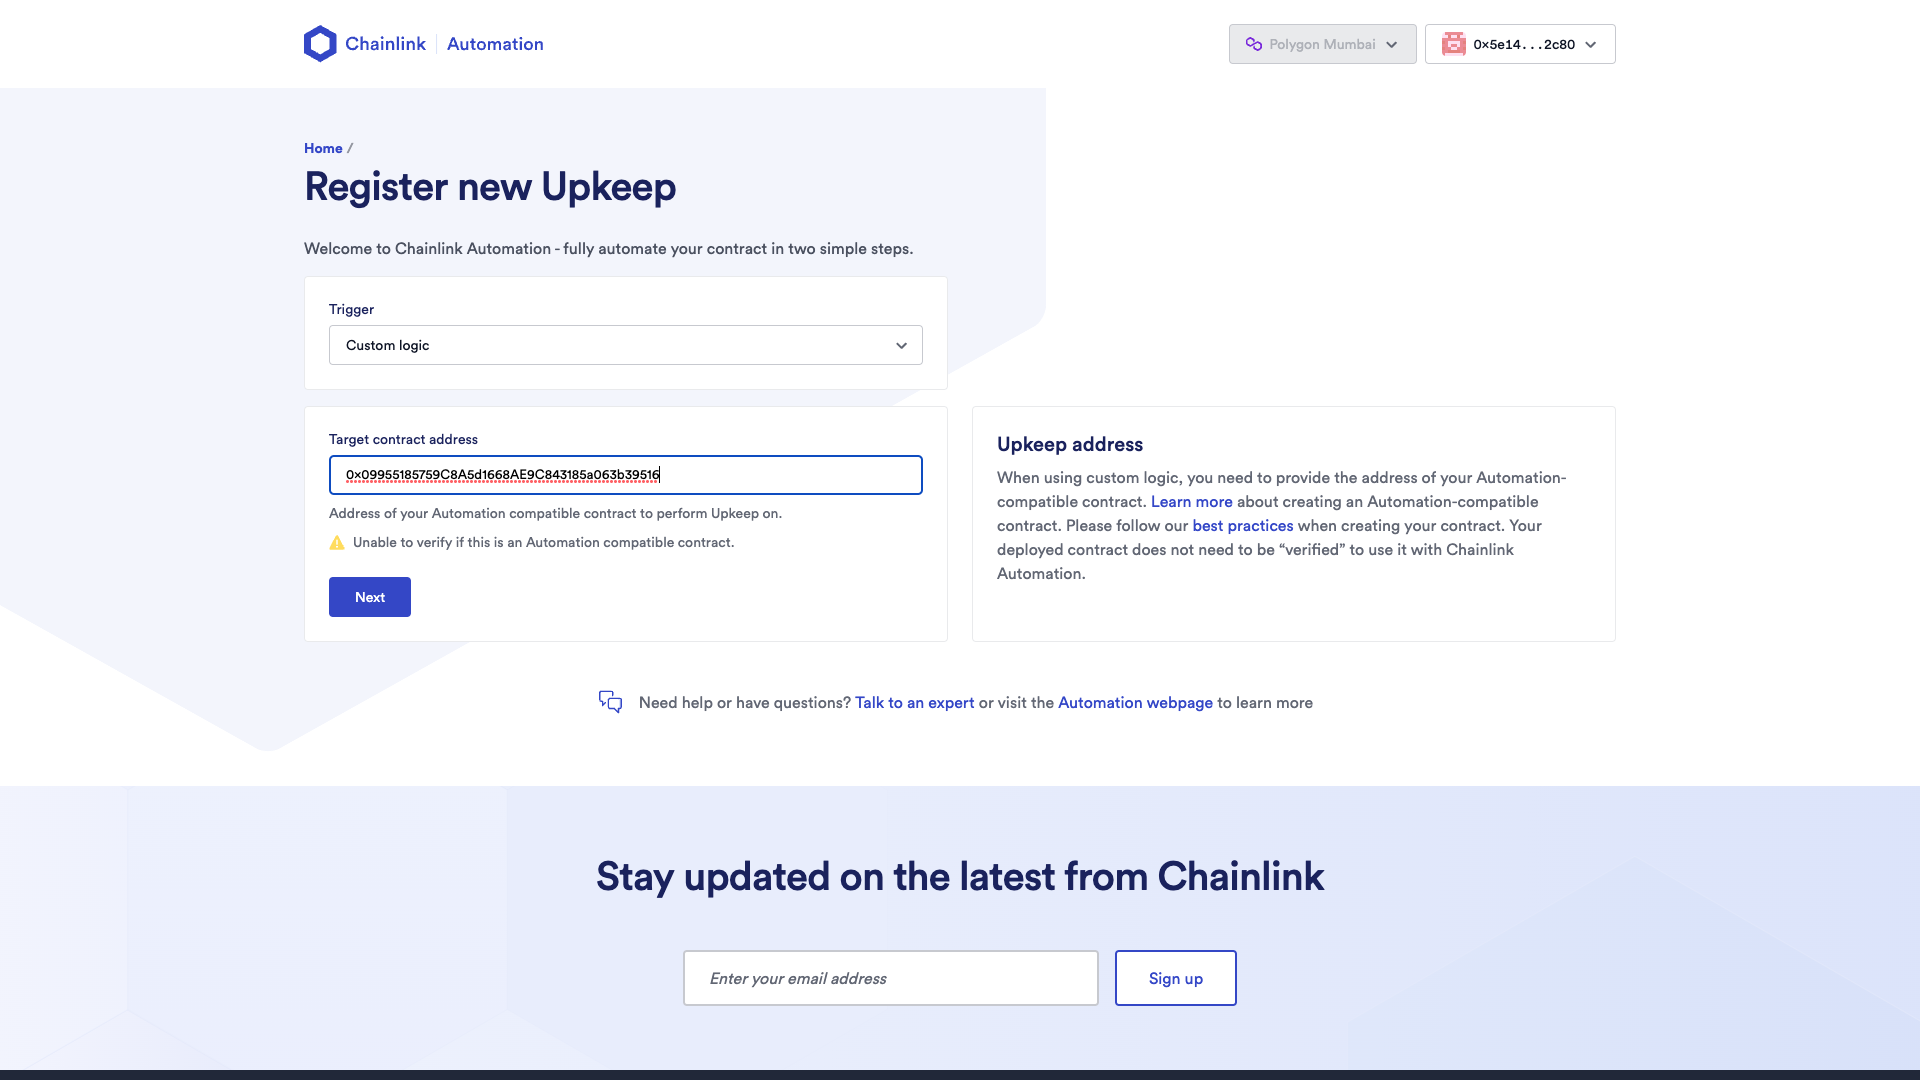 Chainlink | Automation
Polygon Mumbai
0x5e14...2c80
Home /
Register new Upkeep
Welcome to Chainlink Automation - fully automate your contract in two simple steps.
Trigger
Custom logic
Target contract address
0x09955185759C8A5d1668AE9C843185a063b39516
Address of your Automation compatible contract to perform Upkeep on.
Unable to verify if this is an Automation compatible contract.
Next
Upkeep address
When using custom logic, you need to provide the address of your Automation-
compatible contract. Learn more about creating an Automation-compatible
contract. Please follow our best practices when creating your contract. Your
deployed contract does not need to be “verified” to use it with Chainlink
Automation.
Need help or have questions? Talk to an expert or visit the Automation webpage to learn more
Stay updated on the latest from Chainlink
Enter your email address
Sign up